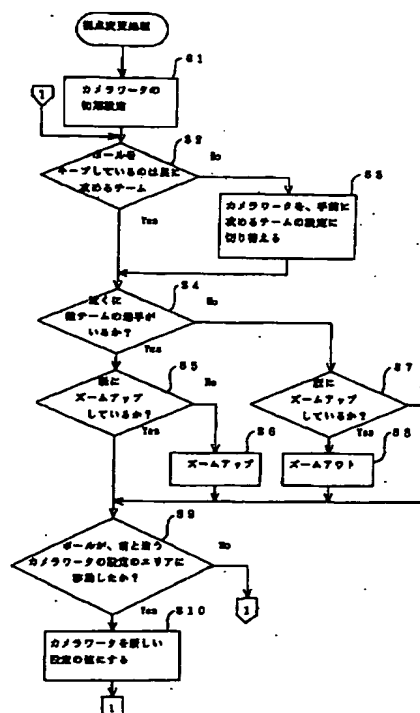 視点変更処理
S1
1
カメラワークの
初期設定
S2
ボールを
キープしているのは奥に
攻めるチーム
No
Yes
S3
カメラワークを、手前に
攻めるチームの設定に
切り替える
S4
近くに
敵チームの選手が
いるか?
No
Yes
S5
既に
ズームアップ
しているか?
No
Yes
S7
既に
ズームアップ
しているか?
Yes
S6
ズームアップ
S8
ズームアウト
S9
ボールが、前と違う
カメラワークの設定のエリアに
移動したか?
No
Yes
1
S10
カメラワークを新しい
設定の値にする
1